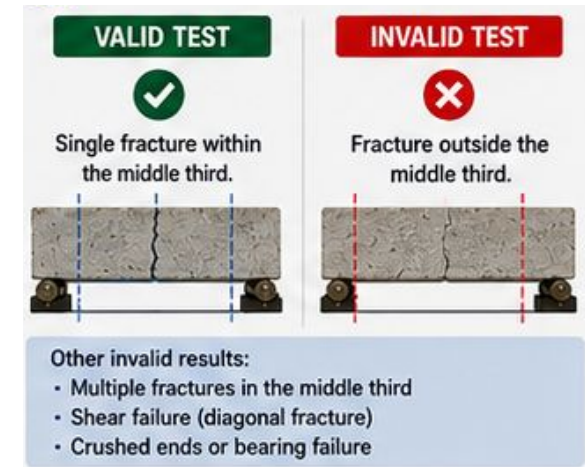 VALID TEST
Single fracture within
the middle third.
INVALID TEST
Fracture outside the
middle third.
Other invalid results:
• Multiple fractures in the middle third
• Shear failure (diagonal fracture)
• Crushed ends or bearing failure